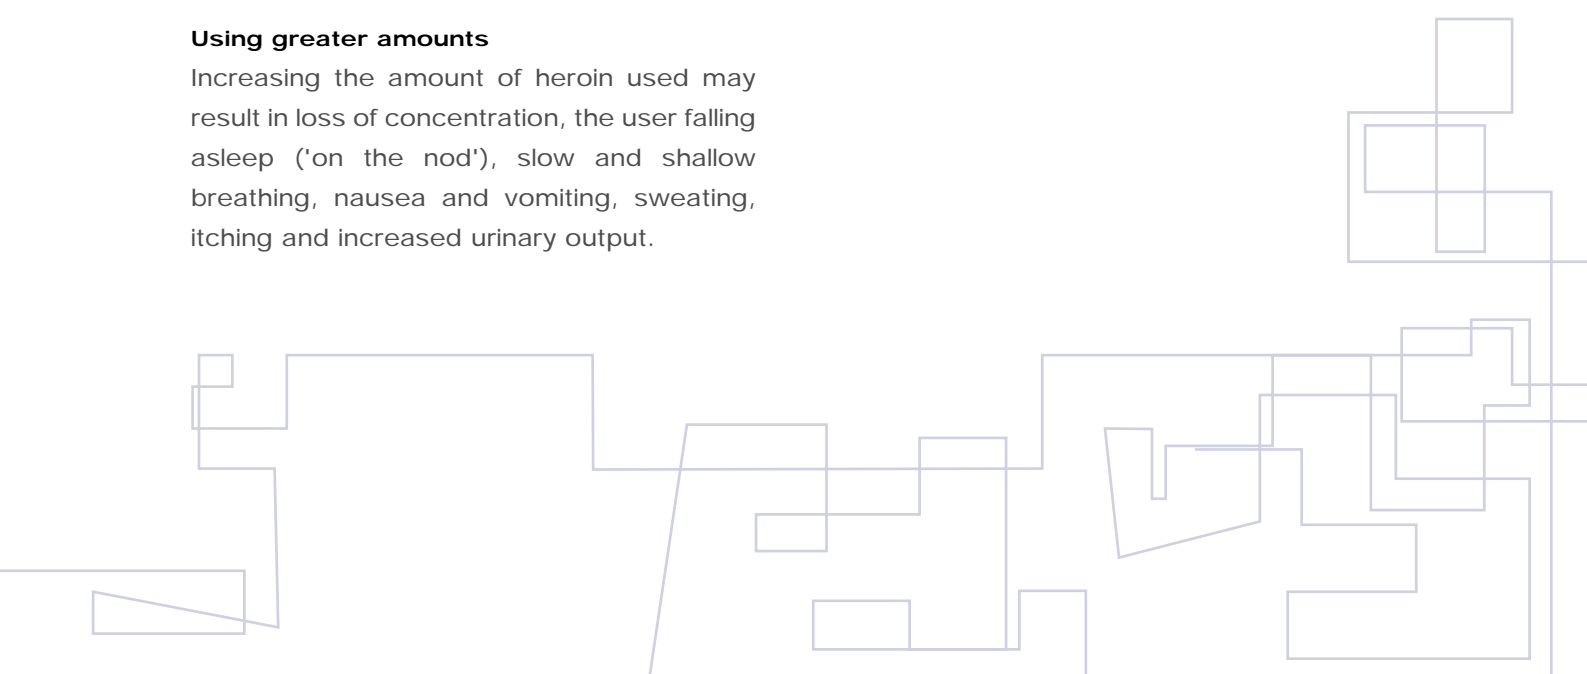 Using greater amounts
Increasing the amount of heroin used may
result in loss of concentration, the user falling
asleep ('on the nod'), slow and shallow
breathing, nausea and vomiting, sweating,
itching and increased urinary output.